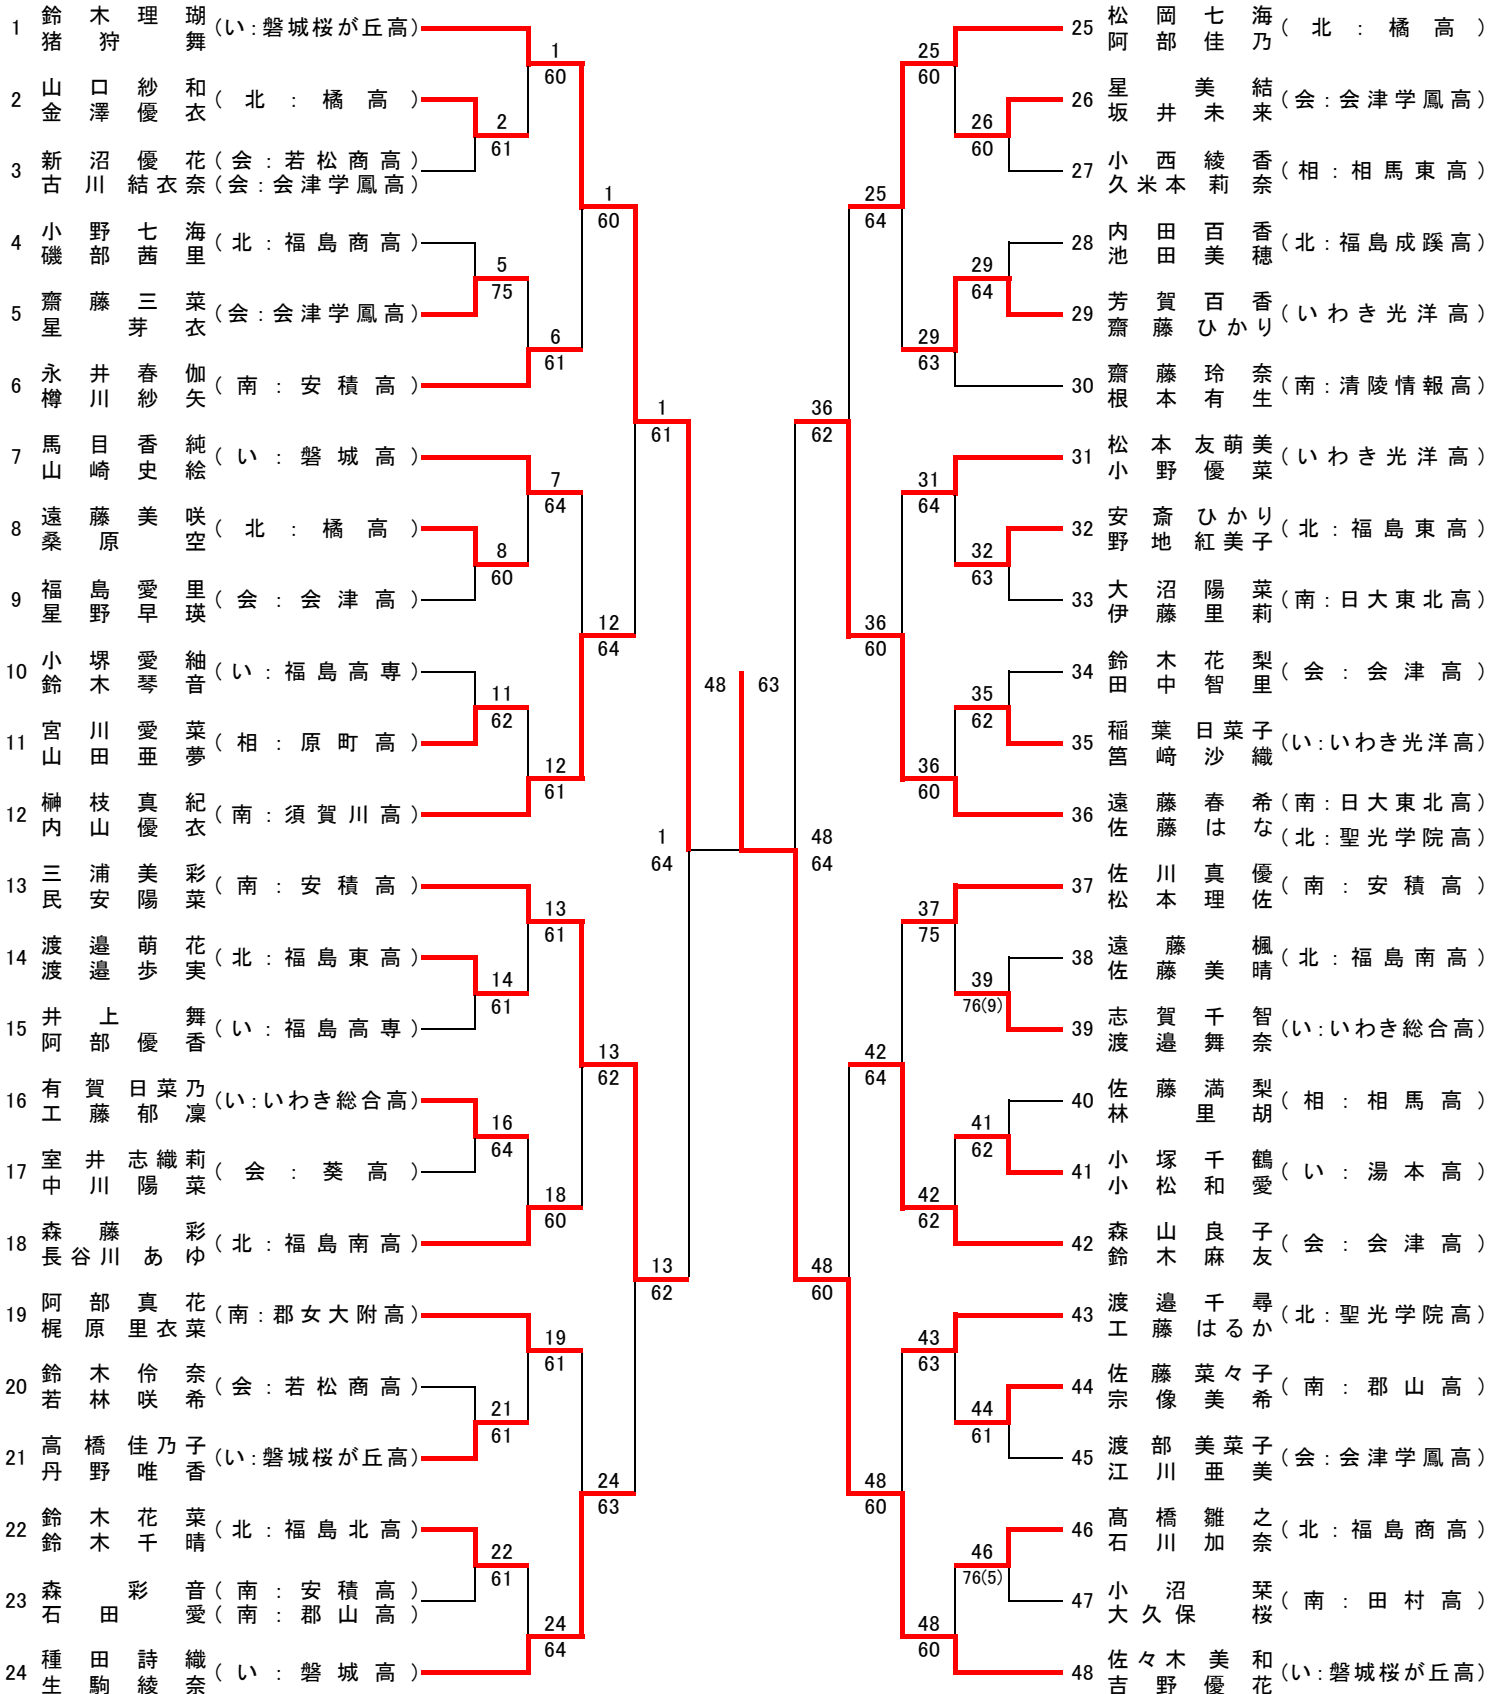 1 鈴木理瑚 (い:磐城桜が丘高)
猪狩舞
2 山口紗和 (北:橘高)
金澤優衣
3 新沼優花 (会:若松商高)
古川結衣奈 (会:会津学鳳高)
4 小野七海 (北:福島商高)
磯部茜里
5 齋藤三菜 (会:会津学鳳高)
星芽衣
6 永井春伽 (南:安積高)
樽川紗矢
7 馬目香純 (い:磐城高)
山崎史絵
8 遠藤美咲 (北:橘高)
桑原空
9 福島愛里 (会:会津高)
星野早瑛
10 小堺愛紬 (い:福島高専)
鈴木琴音
11 宮川愛菜 (相:原町高)
山田亜夢
12 榊枝真紀 (南:須賀川高)
内山優衣
13 三浦美彩 (南:安積高)
民安陽菜
14 渡邉萌花 (北:福島東高)
渡邉歩実
15 井上舞 (い:福島高専)
阿部優香
16 有賀日菜乃 (い:いわき総合高)
工藤郁凜
17 室井志織莉 (会:葵高)
中川陽菜
18 森藤彩 (北:福島南高)
長谷川あゆ
19 阿部真花 (南:郡女大附高)
梶原里衣菜
20 鈴木伶奈 (会:若松商高)
若林咲希
21 高橋佳乃子 (い:磐城桜が丘高)
丹野唯香
22 鈴木花菜 (北:福島北高)
鈴木千晴
23 森彩音 (南:安積高)
石田愛 (南:郡山高)
24 種田詩織 (い:磐城高)
生駒綾奈
1
60
2
61
1
60
5
75
6
61
1
61
7
64
8
60
12
64
11
62
12
61
1
64
13
61
14
61
13
62
16
64
18
60
13
62
19
61
21
61
24
63
22
61
24
64
48 63
25
60
26
60
25
64
29
64
29
63
36
62
31
64
32
63
36
60
35
62
36
60
48
64
37
75
39
76(9)
42
64
41
62
42
62
48
60
43
63
44
61
48
60
46
76(5)
48
60
25 松岡七海 (北:橘高)
阿部佳乃
26 星美結 (会:会津学鳳高)
坂井未来
27 小西綾香 (相:相馬東高)
久米本莉奈
28 内田百香 (北:福島成蹊高)
池田美穂
29 芳賀百香 (いわき光洋高)
齋藤ひかり
30 齋藤玲奈 (南:清陵情報高)
根本有生
31 松本友萌美 (いわき光洋高)
小野優菜
32 安斎ひかり (北:福島東高)
野地紅美子
33 大沼陽菜 (南:日大東北高)
伊藤里莉
34 鈴木花梨 (会:会津高)
田中智里
35 稲葉日菜子 (い:いわき光洋高)
筥﨑沙織
36 遠藤春希 (南:日大東北高)
佐藤はな (北:聖光学院高)
37 佐川真優 (南:安積高)
松本理佐
38 遠藤楓 (北:福島南高)
佐藤美晴
39 志賀千智 (い:いわき総合高)
渡邉舞奈
40 佐藤満梨 (相:相馬高)
林里胡
41 小塚千鶴 (い:湯本高)
小松和愛
42 森山良子 (会:会津高)
鈴木麻友
43 渡邉千尋 (北:聖光学院高)
工藤はるか
44 佐藤菜々子 (南:郡山高)
宗像美希
45 渡部美菜子 (会:会津学鳳高)
江川亜美
46 髙橋雛之 (北:福島商高)
石川加奈
47 小沼栞 (南:田村高)
大久保桜
48 佐々木美和 (い:磐城桜が丘高)
吉野優花